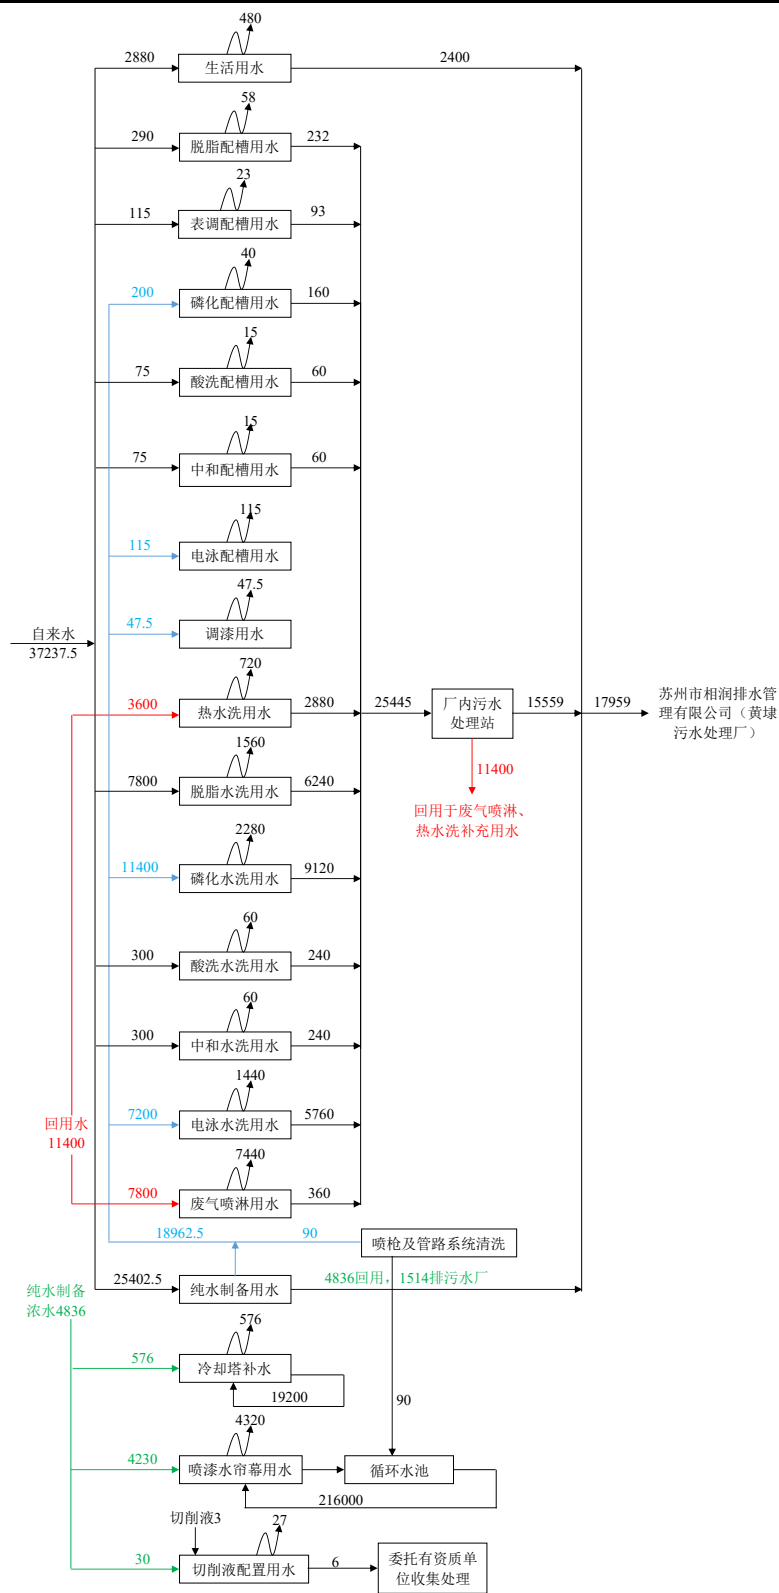 480
2880
生活用水
2400
58
290
脱脂配槽用水
232
23
115
表调配槽用水
93
40
200
磷化配槽用水
160
15
75
酸洗配槽用水
60
15
75
中和配槽用水
60
115
115
电泳配槽用水
47.5
47.5
调漆用水
自来水
37237.5
720
3600
热水洗用水
2880
25445
厂内污水
处理站
15559
17959
苏州市相润排水管
理有限公司（黄埭
污水处理厂）
11400
回用于废气喷淋、
热水洗补充用水
1560
7800
脱脂水洗用水
6240
2280
11400
磷化水洗用水
9120
60
300
酸洗水洗用水
240
60
300
中和水洗用水
240
1440
7200
电泳水洗用水
5760
回用水
11400
7440
7800
废气喷淋用水
360
18962.5
90
喷枪及管路系统清洗
25402.5
纯水制备用水
4836回用，1514排污水厂
纯水制备
浓水4836
576
576
冷却塔补水
19200
90
4320
4230
喷漆水帘幕用水
循环水池
216000
切削液3
27
30
切削液配置用水
6
委托有资质单
位收集处理